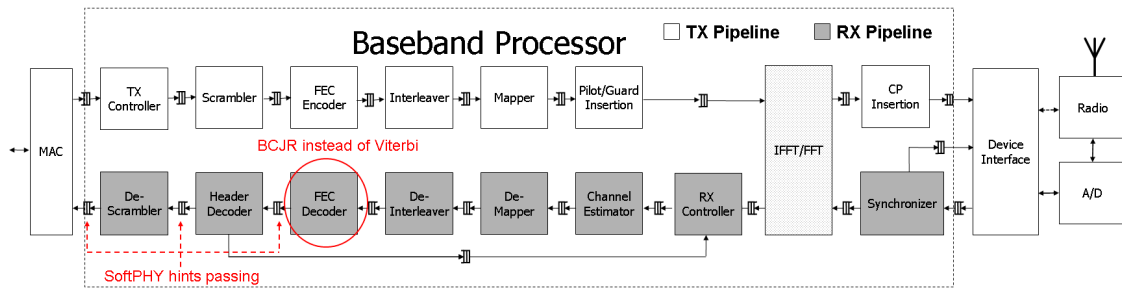 Baseband Processor
TX Pipeline
RX Pipeline
MAC
TX
Controller
Scrambler
FEC
Encoder
Interleaver
Mapper
Pilot/Guard
Insertion
IFFT/FFT
CP
Insertion
Device
Interface
Radio
A/D
BCJR instead of Viterbi
De-
Scrambler
Header
Decoder
FEC
Decoder
De-
Interleaver
De-
Mapper
Channel
Estimator
RX
Controller
Synchronizer
SoftPHY hints passing